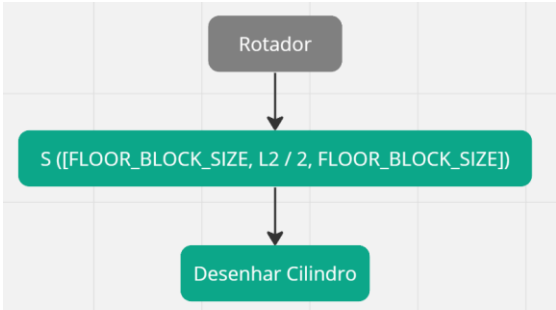 Rotador
S ([FLOOR_BLOCK_SIZE, L2 / 2, FLOOR_BLOCK_SIZE])
Desenhar Cilindro